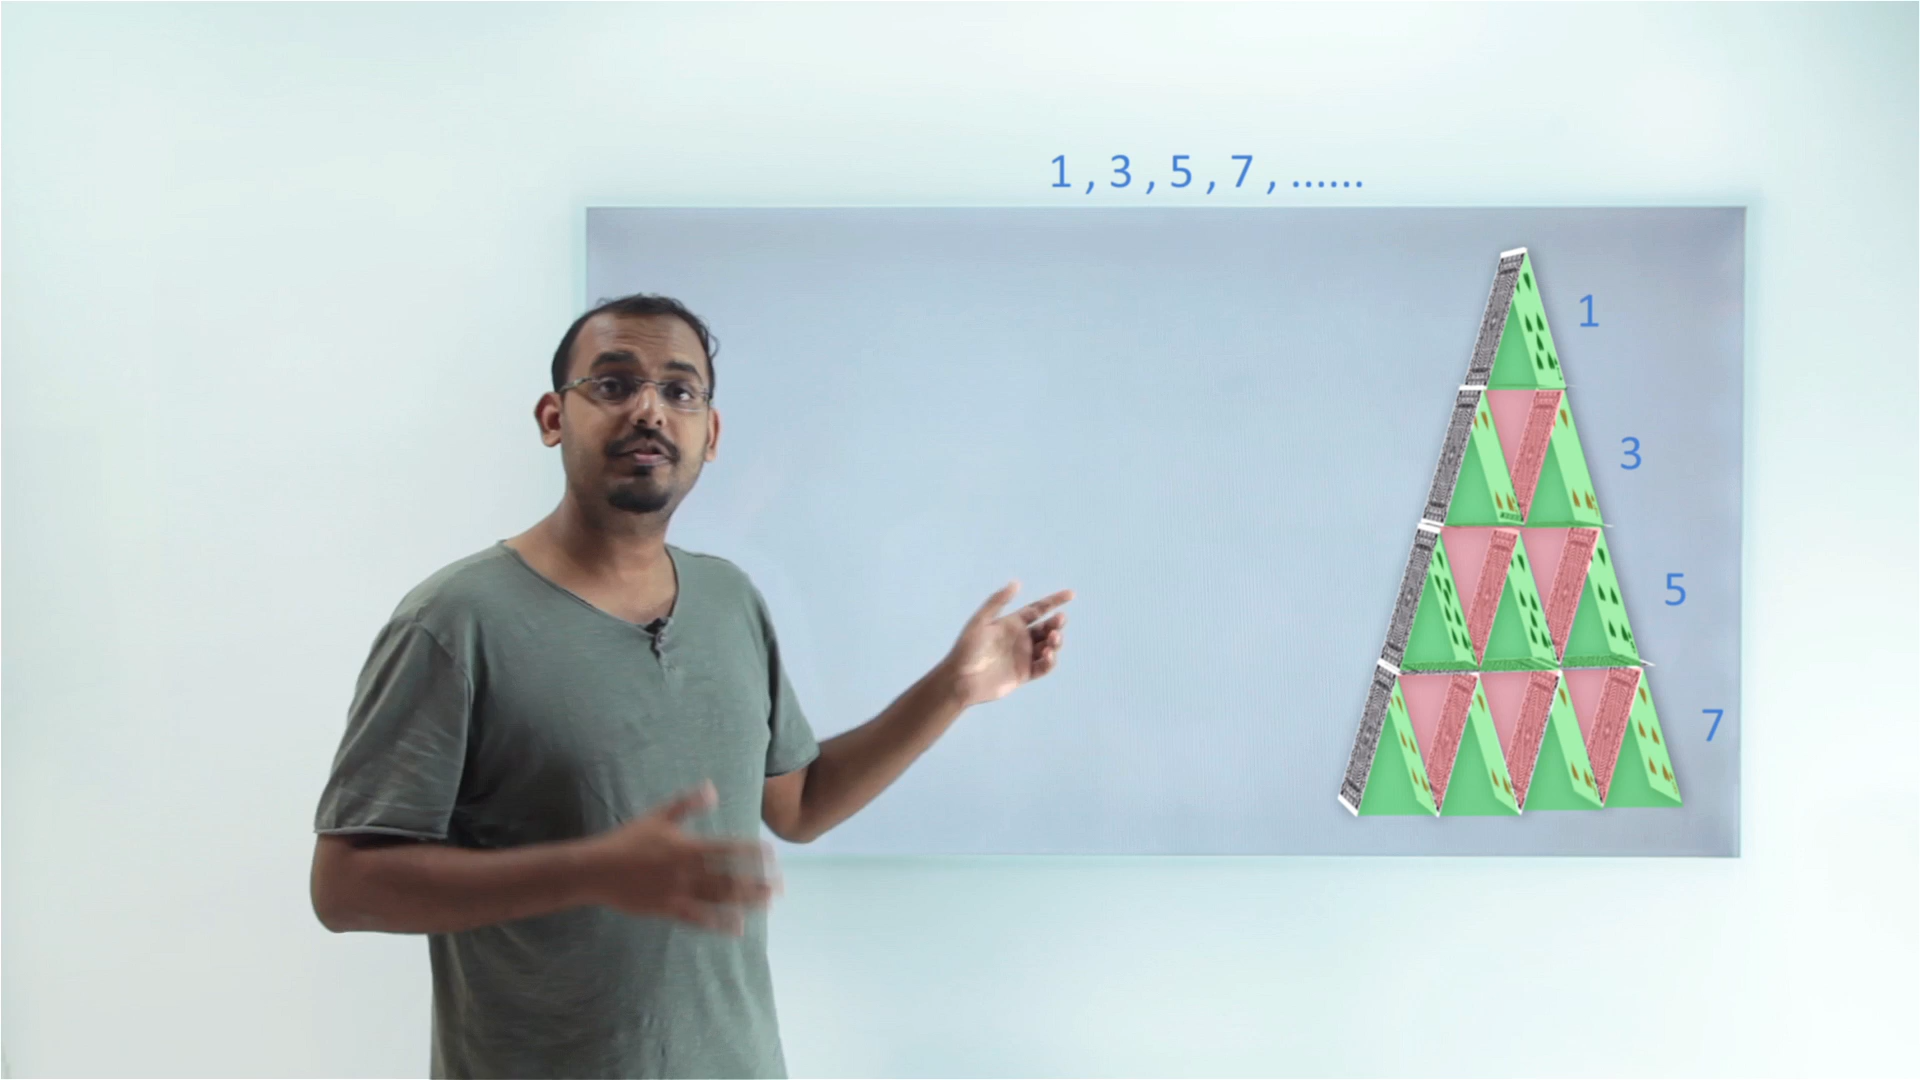 1 , 3 , 5 , 7 , ......
1
3
5
7